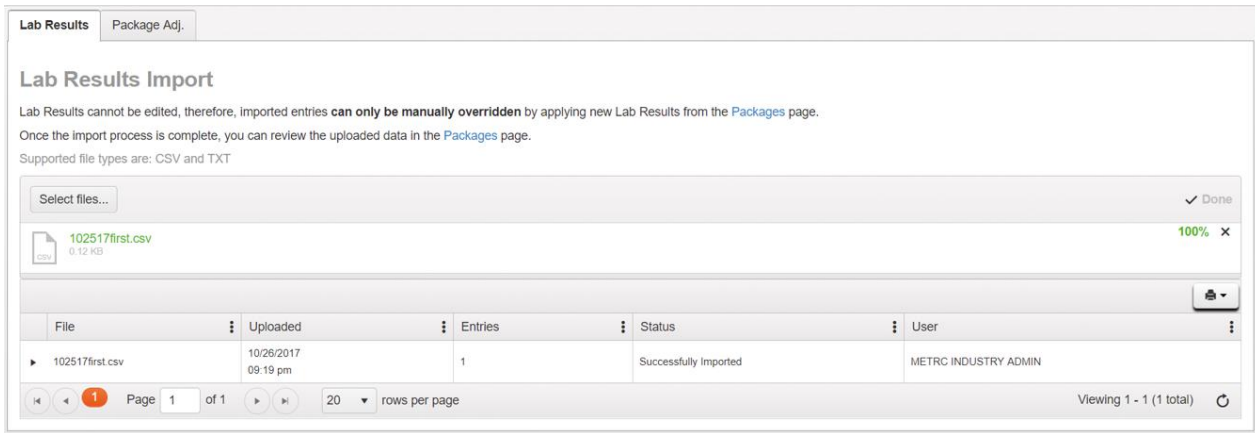 Lab Results Package Adj.
Lab Results Import
Lab Results cannot be edited, therefore, imported entries can only be manually overridden by applying new Lab Results from the Packages page.
Once the import process is complete, you can review the uploaded data in the Packages page.
Supported file types are: CSV and TXT
Select files... Done
102517first.csv 100%
0.12 KB
CSV
File Uploaded Entries Status User
102517first.csv 10/26/2017 1 Successfully Imported METRC INDUSTRY ADMIN
09:19 pm
1 Page 1 of 1 20 rows per page Viewing 1 - 1 (1 total)